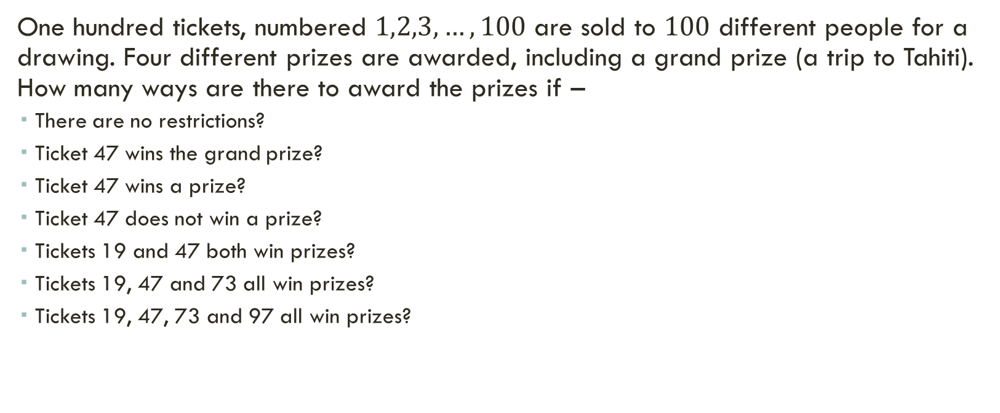 One hundred tickets, numbered 1,2,3, … , 100 are sold to 100 different people for a
drawing. Four different prizes are awarded, including a grand prize (a trip to Tahiti).
How many ways are there to award the prizes if –
▪ There are no restrictions?
▪ Ticket 47 wins the grand prize?
▪ Ticket 47 wins a prize?
▪ Ticket 47 does not win a prize?
▪ Tickets 19 and 47 both win prizes?
▪ Tickets 19, 47 and 73 all win prizes?
▪ Tickets 19, 47, 73 and 97 all win prizes?